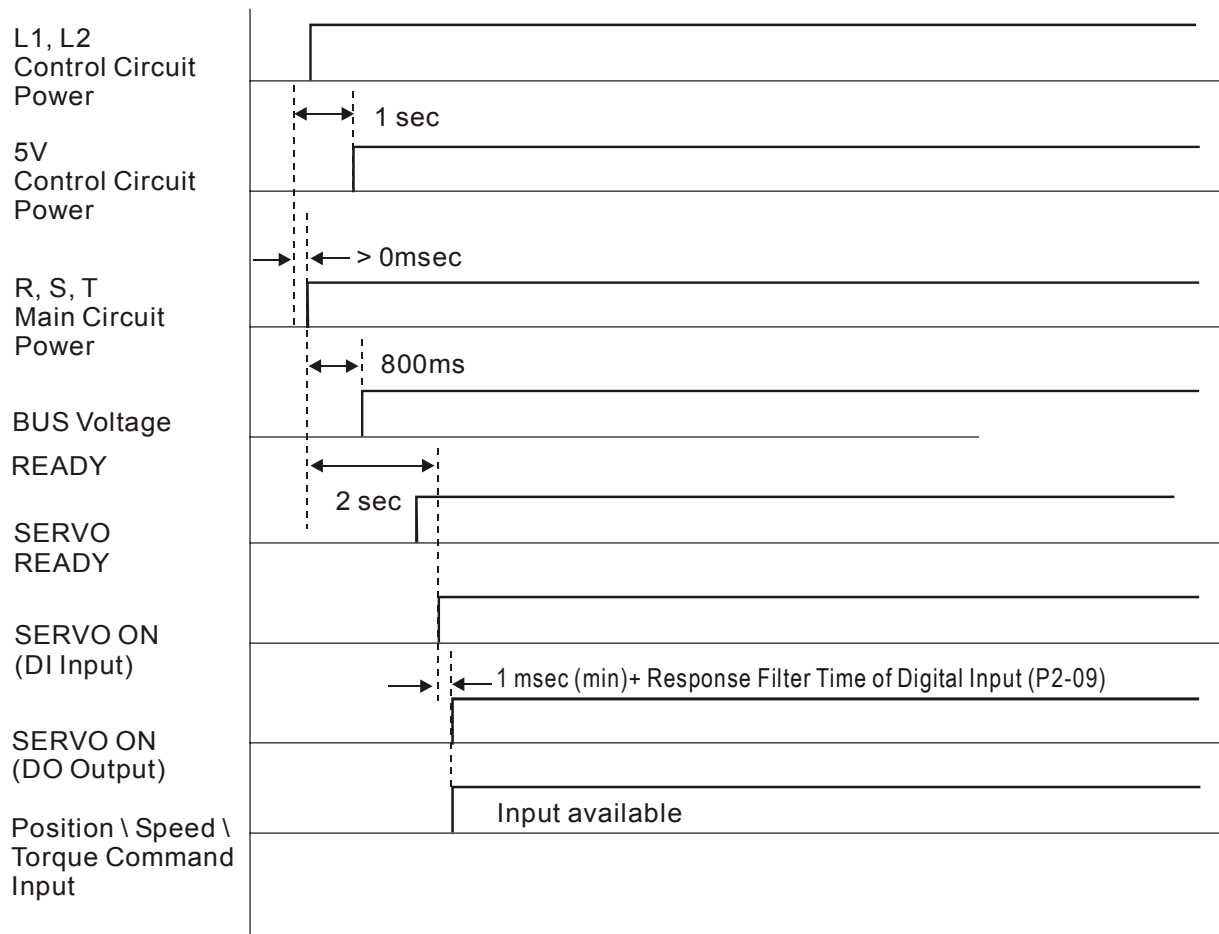 L1, L2
Control Circuit
Power
1 sec
5V
Control Circuit
Power
> 0msec
R, S, T
Main Circuit
Power
800ms
BUS Voltage
READY
2 sec
SERVO
READY
SERVO ON
(DI Input)
1 msec (min)+ Response Filter Time of Digital Input (P2-09)
SERVO ON
(DO Output)
Input available
Position \ Speed \
Torque Command
Input